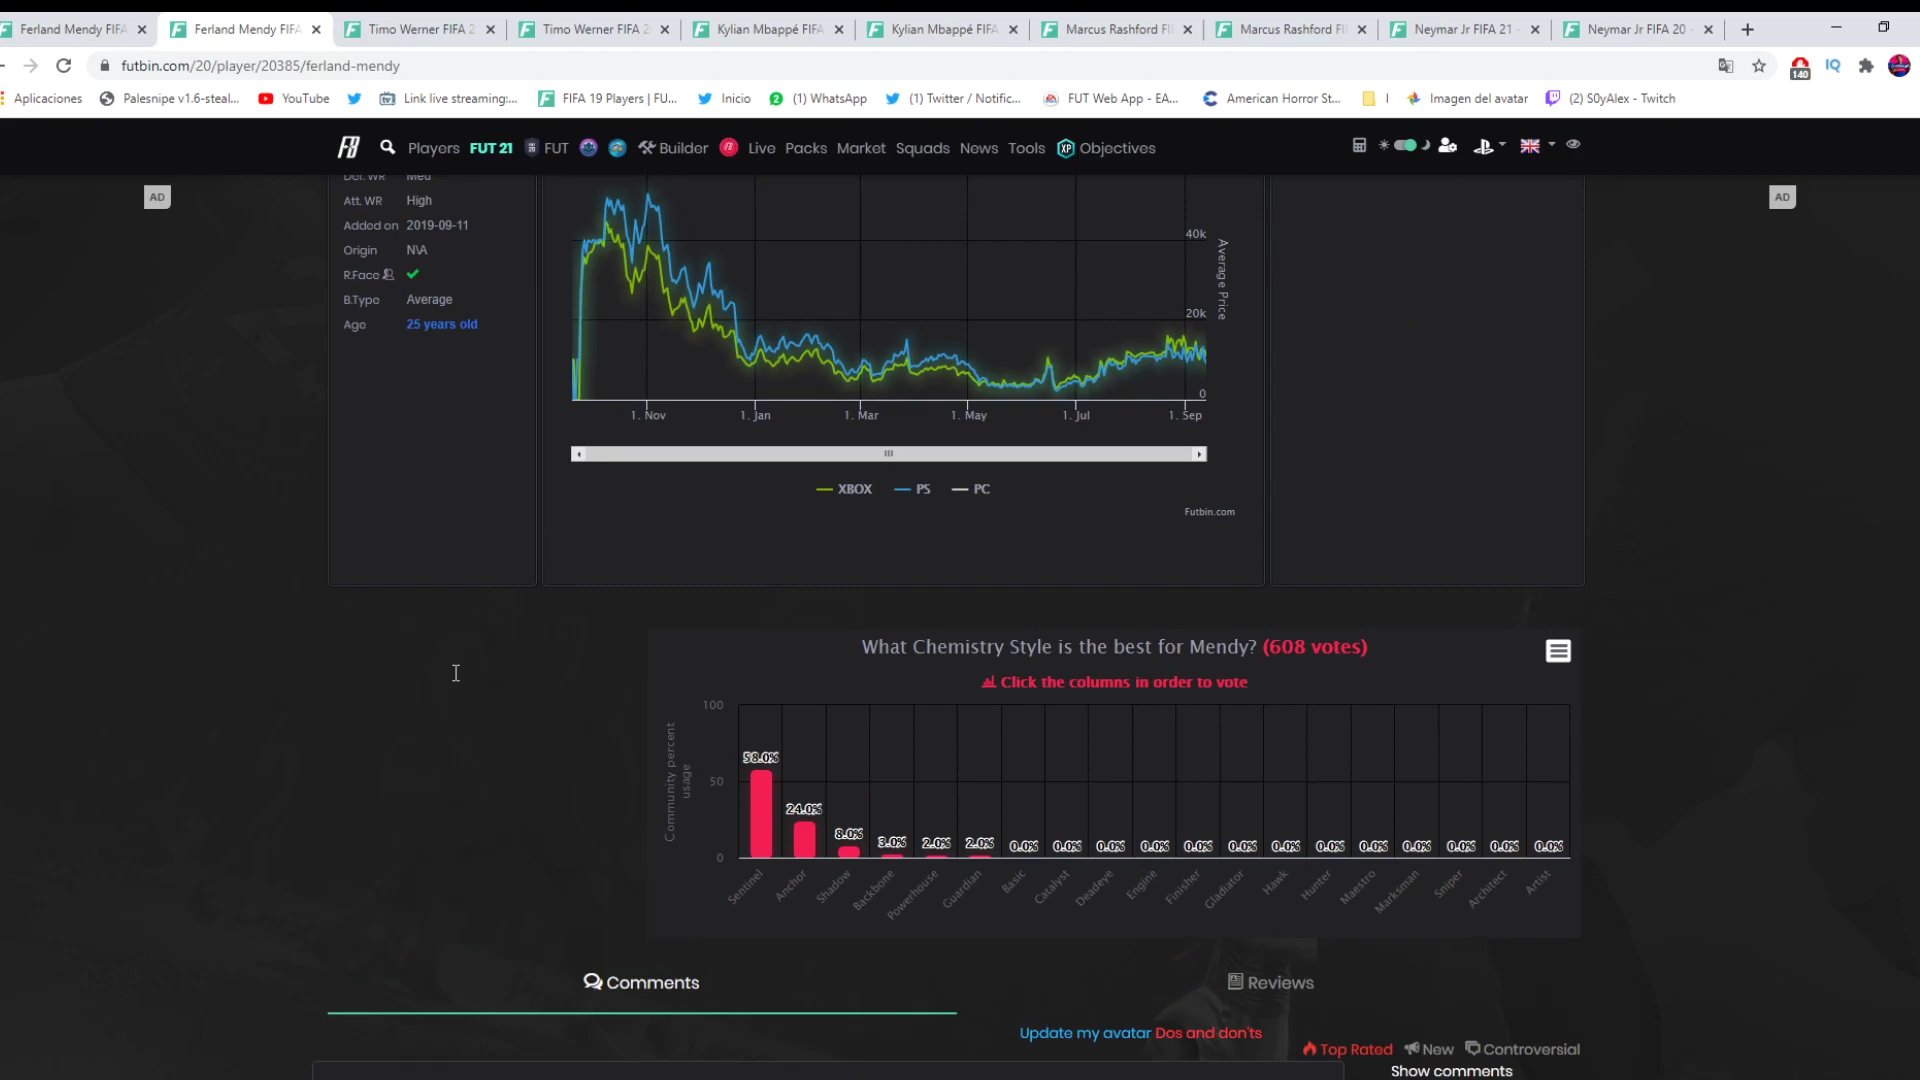 Ferland Mendy FIFA
Ferland Mendy FIFA
Timo Werner FIFA 2
Timo Werner FIFA 2
Kylian Mbappé FIFA
Kylian Mbappé FIFA
Marcus Rashford FI
Marcus Rashford FI
Neymar Jr FIFA 21 -
Neymar Jr FIFA 20 -
futbin.com/20/player/20385/ferland-mendy
140
IQ
Aplicaciones
Palesnipe v1.6-steal...
YouTube
Link live streaming:...
FIFA 19 Players | FU...
Inicio
(1) WhatsApp
(1) Twitter / Notific...
FUT Web App - EA...
American Horror St...
I
Imagen del avatar
(2) S0yAlex - Twitch
Players
FUT 21
FUT
Builder
Live
Packs
Market
Squads
News
Tools
XP
Objectives
AD
AD
Def. WR Med
Att. WR High
Added on 2019-09-11
Origin N\A
R.Face
B.Type Average
Age 25 years old
40k
20k
0
Average Price
1. Nov
1. Jan
1. Mar
1. May
1. Jul
1. Sep
XBOX
PS
PC
Futbin.com
What Chemistry Style is the best for Mendy? (608 votes)
Click the columns in order to vote
100
50
0
Community percent
usage
58.0%
24.0%
8.0%
3.0%
2.0%
2.0%
0.0%
0.0%
0.0%
0.0%
0.0%
0.0%
0.0%
0.0%
0.0%
0.0%
0.0%
0.0%
0.0%
Sentinel
Anchor
Shadow
Backbone
Powerhouse
Guardian
Basic
Catalyst
Deadeye
Engine
Finisher
Gladiator
Hawk
Hunter
Maestro
Marksman
Sniper
Architect
Artist
Comments
Reviews
Update my avatar Dos and don'ts
Top Rated
New
Controversial
Show comments